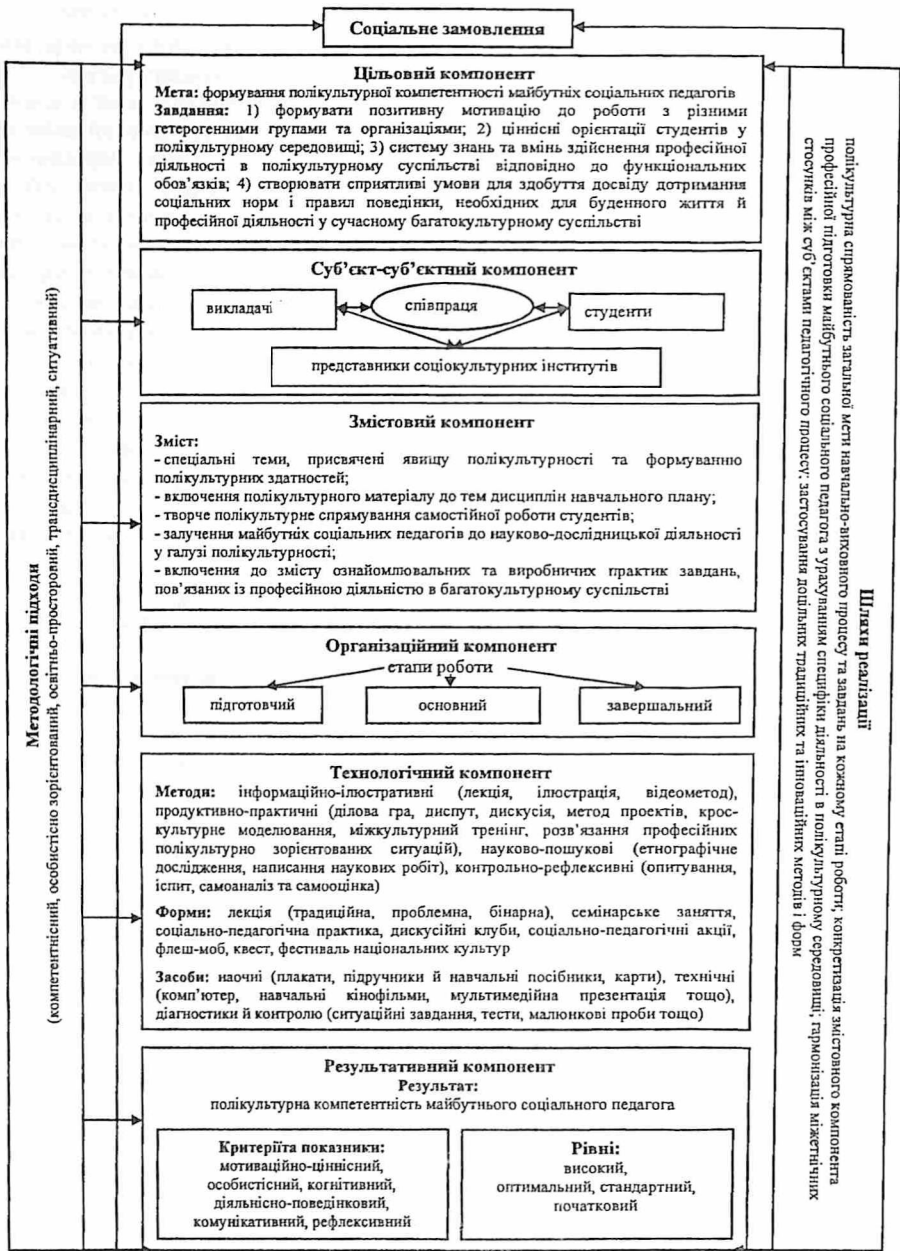 Соціальне замовлення
Цільовий компонент
Мета: формування полікультурної компетентності майбутніх соціальних педагогів
Завдання: 1) формувати позитивну мотивацію до роботи з різними
гетерогенними групами та організаціями; 2) ціннісні орієнтації студентів у
полікультурному середовищі; 3) систему знань та вмінь здійснення професійної
діяльності в полікультурному суспільстві відповідно до функціональних
обов’язків; 4) створювати сприятливі умови для здобуття досвіду дотримання
соціальних норм і правил поведінки, необхідних для буденного життя й
професійної діяльності у сучасному багатокультурному суспільстві
Суб’єкт-суб’єктний компонент
викладачі
співпраця
студенти
представники соціокультурних інститутів
Змістовий компонент
Зміст:
- спеціальні теми, присвячені явищу полікультурності та формуванню
полікультурних здатностей;
- включення полікультурного матеріалу до тем дисциплін навчального плану;
- творче полікультурне спрямування самостійної роботи студентів;
- залучення майбутніх соціальних педагогів до науково-дослідницької діяльності
у галузі полікультурності;
- включення до змісту ознайомлювальних та виробничих практик завдань,
пов’язаних із професійною діяльністю в багатокультурному суспільстві
Організаційний компонент
етапи роботи
підготовчий
основний
завершальний
Технологічний компонент
Методи: інформаційно-ілюстративні (лекція, ілюстрація, відеометод),
продуктивно-практичні (ділова гра, диспут, дискусія, метод проектів, крос-
культурне моделювання, міжкультурний тренінг, розв’язання професійних
полікультурно зорієнтованих ситуацій), науково-пошукові (етнографічне
дослідження, написання наукових робіт), контрольно-рефлексивні (опитування,
іспит, самоаналіз та самооцінка)
Форми: лекція (традиційна, проблемна, бінарна), семінарське заняття,
соціально-педагогічна практика, дискусійні клуби, соціально-педагогічні акції,
флеш-моб, квест, фестиваль національних культур
Засоби: наочні (плакати, підручники й навчальні посібники, карти), технічні
(комп’ютер, навчальні кінофільми, мультимедійна презентація тощо),
діагностики й контролю (ситуаційні завдання, тести, малюнкові проби тощо)
Результативний компонент
Результат:
полікультурна компетентність майбутнього соціального педагога
Критеріїта показники:
мотиваційно-ціннісний,
особистісний, когнітивний,
діяльнісно-поведінковий,
комунікативний, рефлексивний
Рівні:
високий,
оптимальний, стандартний,
початковий
Методологічні підходи
(компетентнісний, особистісно зорієнтований, освітньо-просторовий, трансдисциплінарний, ситуативний)
Шляхи реалізації
полікультурна спрямованість загальної мети навчально-виховного процесу та завдань на кожному етапі роботи; конкретизація змістовного компонента
професійної підготовки майбутнього соціального педагога з урахуванням специфіки діяльності в полікультурному середовищі; гармонізація міжетнічних
стосунків між суб’єктами педагогічного процесу; застосування доцільних традиційних та інноваційних методів і форм